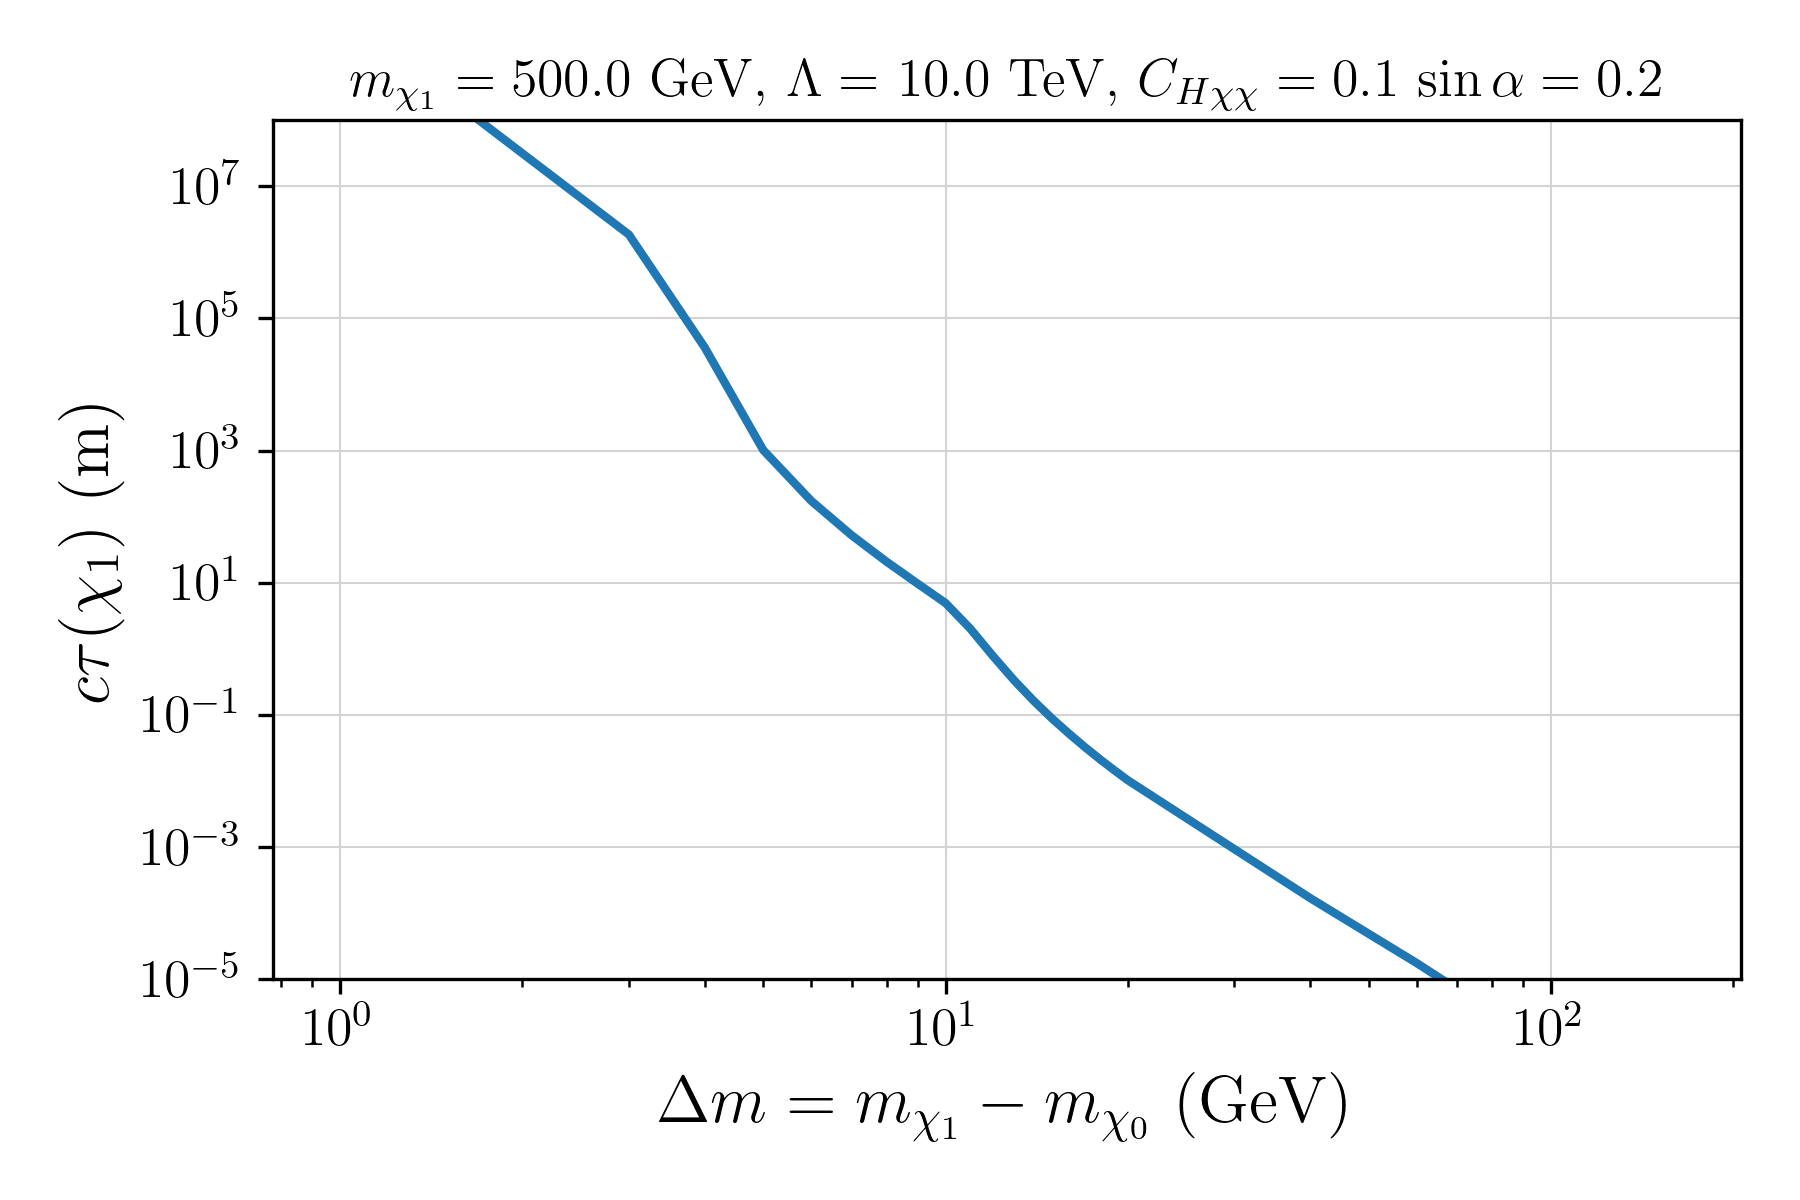 m_{χ_1} = 500.0 GeV, Λ = 10.0 TeV, C_{Hχχ} = 0.1 sin α = 0.2
10^7
10^5
10^3
10^1
10^{−1}
10^{−3}
10^{−5}
cτ(χ_1) (m)
10^0 10^1 10^2
Δm = m_{χ_1} − m_{χ_0} (GeV)